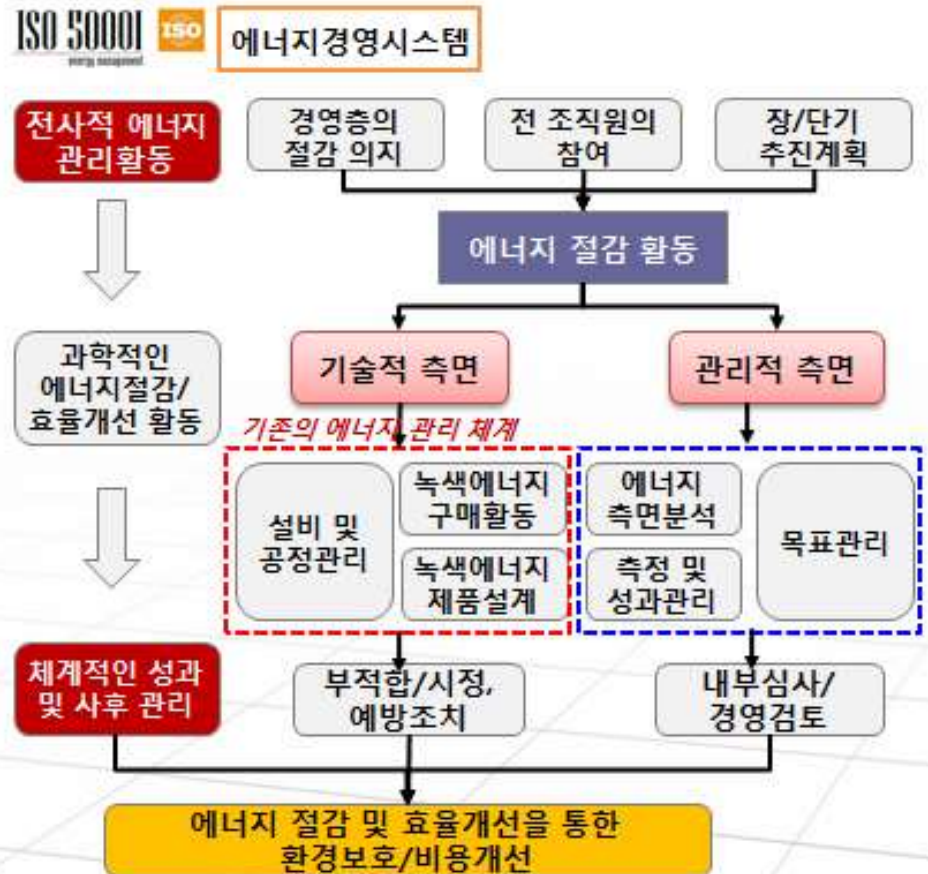 ISO 50001
energy management
ISO
에너지경영시스템
전사적 에너지
관리활동
경영층의
절감 의지
전 조직원의
참여
장/단기
추진계획
에너지 절감 활동
과학적인
에너지절감/
효율개선 활동
기술적 측면
관리적 측면
기존의 에너지 관리 체계
설비 및
공정관리
녹색에너지
구매활동
녹색에너지
제품설계
에너지
측면분석
측정 및
성과관리
목표관리
체계적인 성과
및 사후 관리
부적합/시정,
예방조치
내부심사/
경영검토
에너지 절감 및 효율개선을 통한
환경보호/비용개선